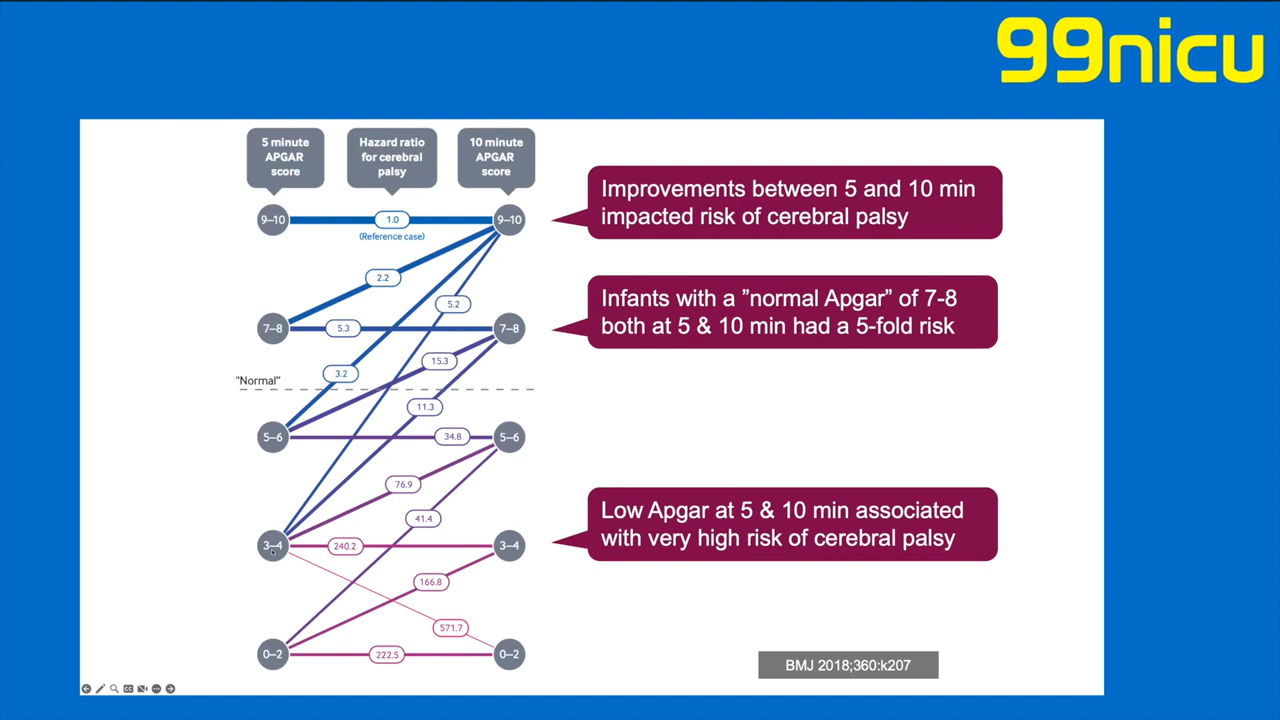 99nicu
5 minute
APGAR
score
Hazard ratio
for cerebral
palsy
10 minute
APGAR
score
9–10
1.0
9–10
(Reference case)
2.2
5.2
7–8
5.3
7–8
15.3
3.2
"Normal"
11.3
5–6
34.8
5–6
76.9
41.4
3–4
240.2
3–4
166.8
571.7
0–2
222.5
0–2
Improvements between 5 and 10 min
impacted risk of cerebral palsy
Infants with a ”normal Apgar” of 7-8
both at 5 & 10 min had a 5-fold risk
Low Apgar at 5 & 10 min associated
with very high risk of cerebral palsy
BMJ 2018;360:k207